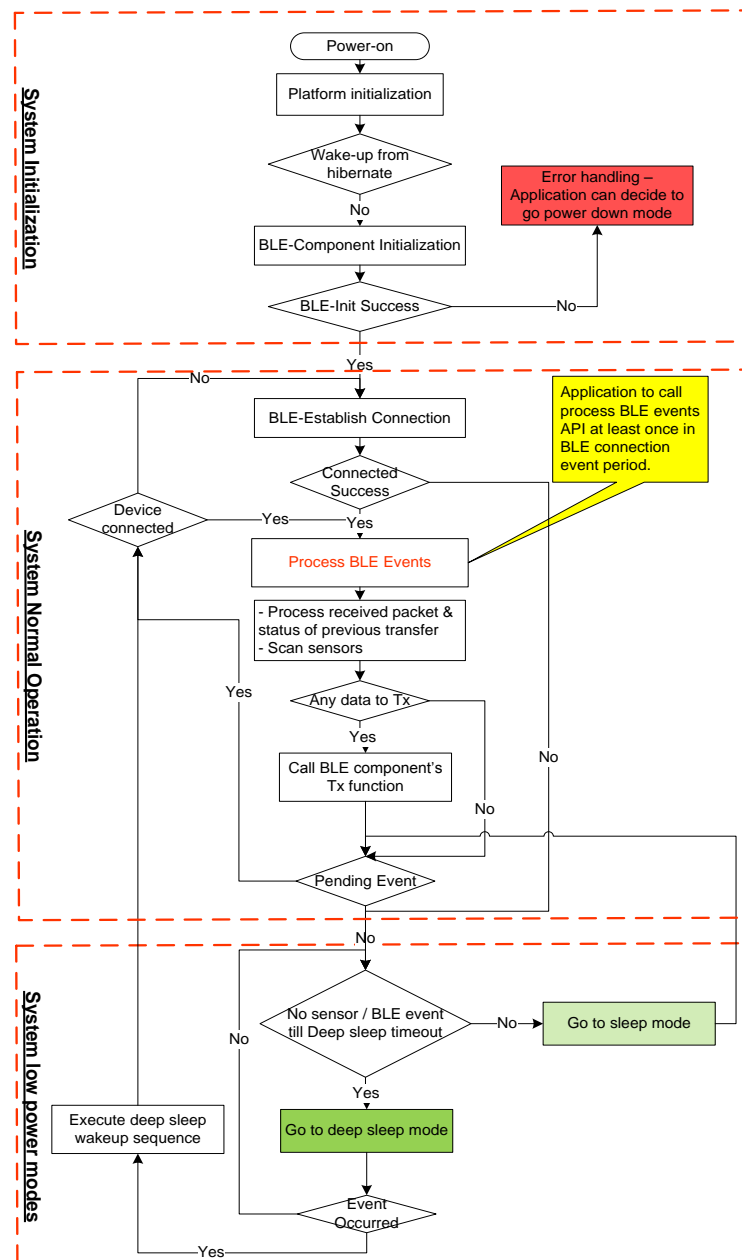 System Initialization
Power-on
Platform initialization
Wake-up from
hibernate
No
BLE-Component Initialization
BLE-Init Success
No
Error handling –
Application can decide to
go power down mode
Yes
System Normal Operation
No
BLE-Establish Connection
Application to call
process BLE events
API at least once in
BLE connection
event period.
Connected
Success
Device
connected
Yes
Yes
Process BLE Events
- Process received packet &
status of previous transfer
- Scan sensors
Yes
Any data to Tx
Yes
No
Call BLE component's
Tx function
No
Pending Event
No
System low power modes
No sensor / BLE event
till Deep sleep timeout
No
Go to sleep mode
No
Yes
Execute deep sleep
wakeup sequence
Go to deep sleep mode
Event
Occurred
Yes